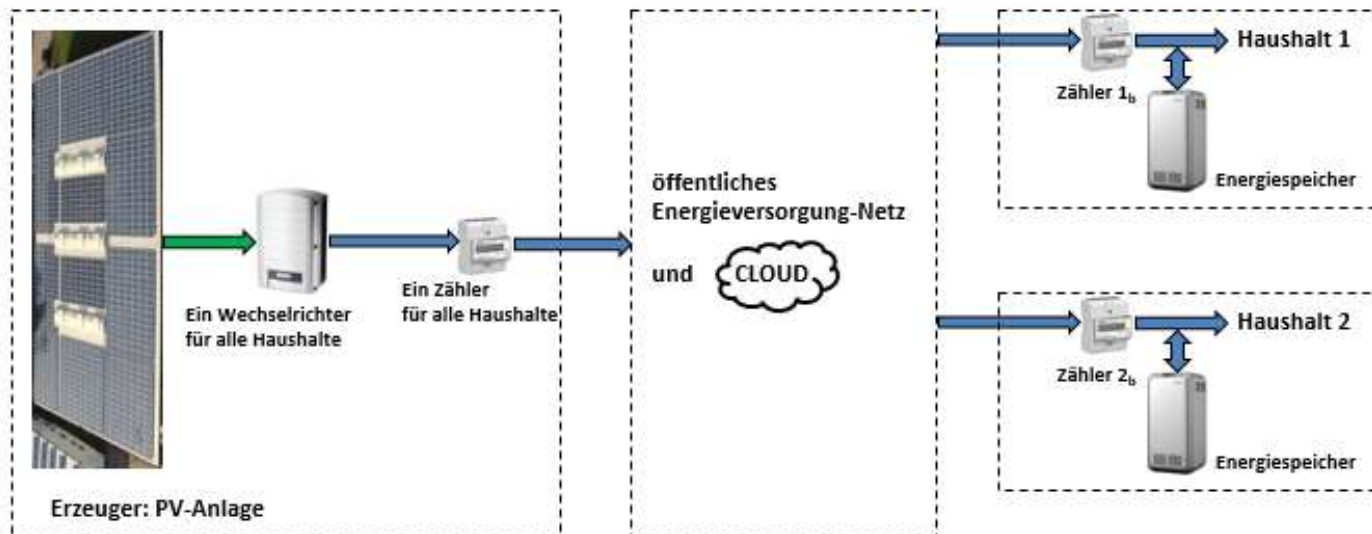 Ein Wechselrichter
für alle Haushalte
Ein Zähler
für alle Haushalte
Erzeuger: PV-Anlage
öffentliches
Energieversorgung-Netz
und CLOUD
Zähler 1b
Haushalt 1
Energiespeicher
Zähler 2b
Haushalt 2
Energiespeicher